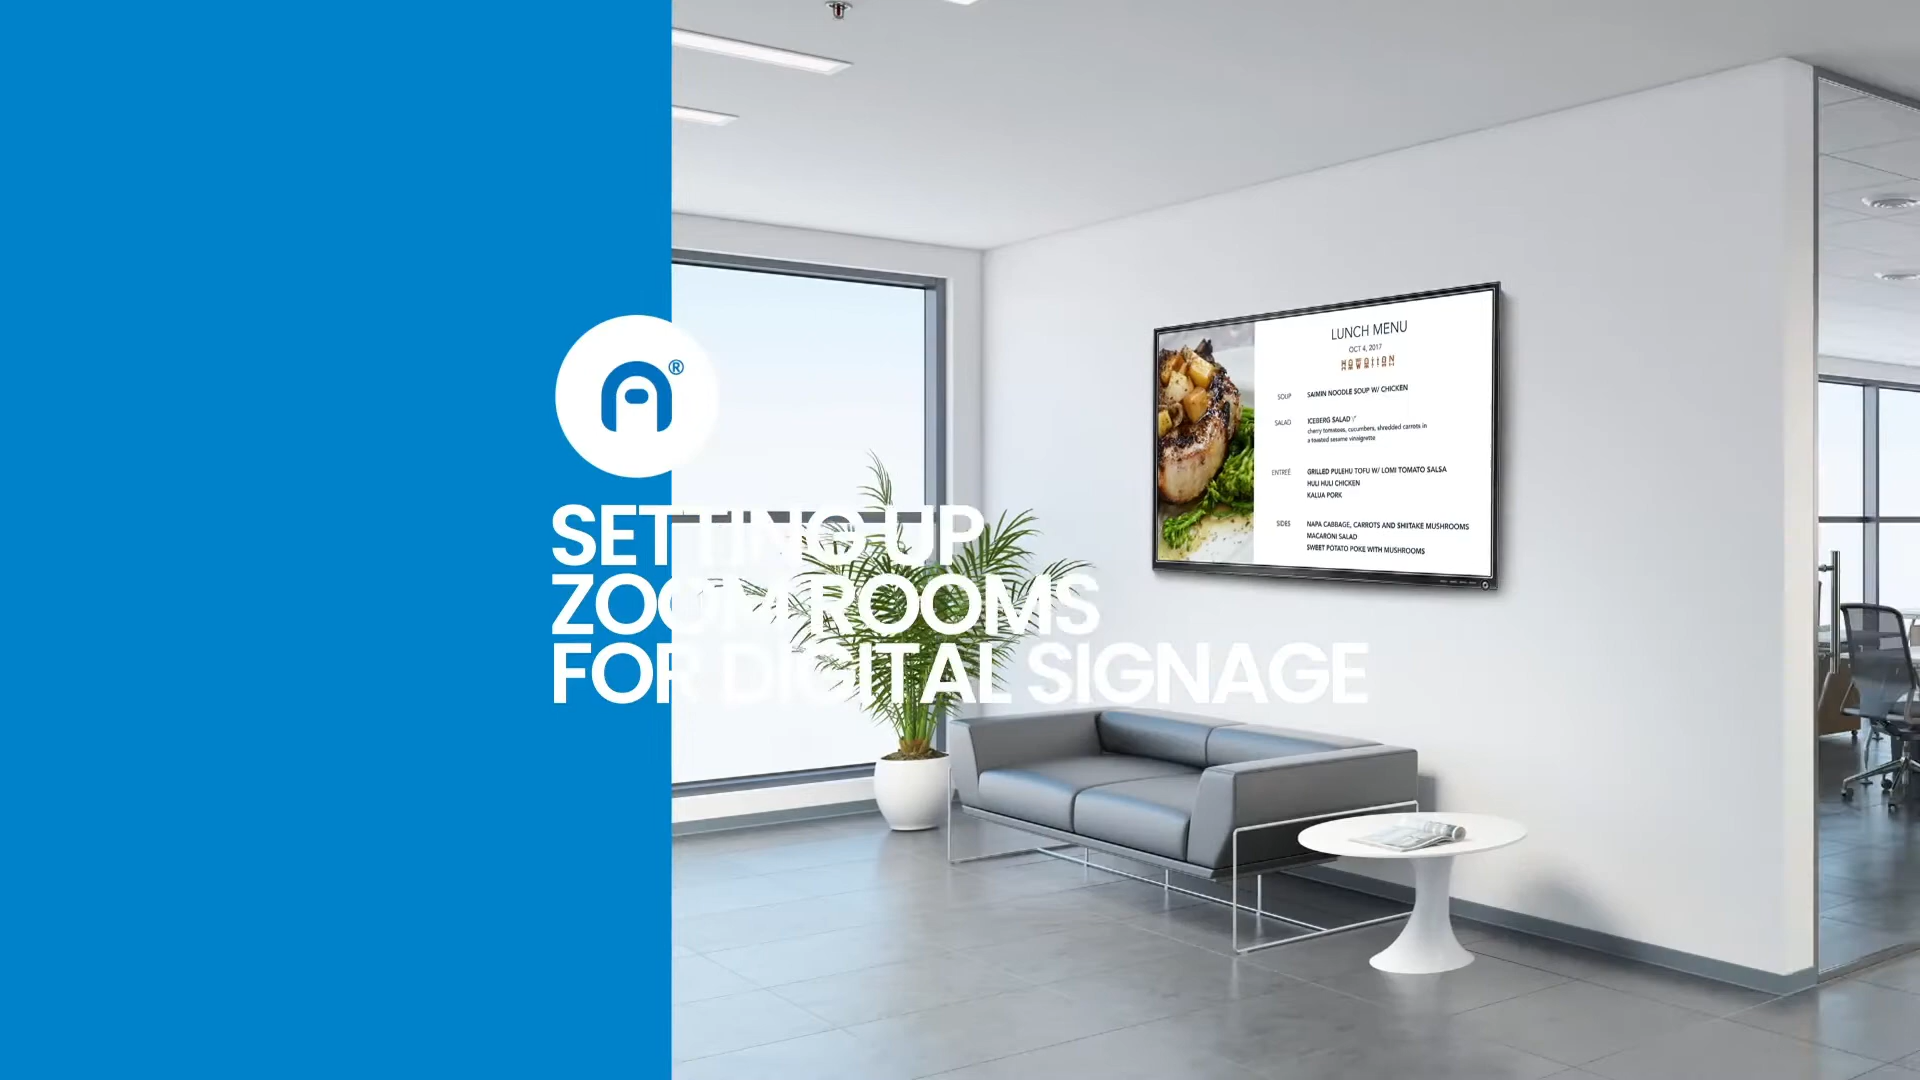 ®
SETTING UP
ZOOM ROOMS
FOR DIGITAL SIGNAGE
LUNCH MENU
OCT 4, 2017
HAWAIIAN
SOUP SAIMIN NOODLE SOUP W/ CHICKEN
SALAD ICEBERG SALAD
cherry tomatoes, cucumbers, shredded carrots in
a toasted sesame vinaigrette
ENTREÉ GRILLED PULEHU TOFU W/ LOMI TOMATO SALSA
HULI HULI CHICKEN
KALUA PORK
SIDES NAPA CABBAGE, CARROTS AND SHIITAKE MUSHROOMS
MACARONI SALAD
SWEET POTATO POKE WITH MUSHROOMS